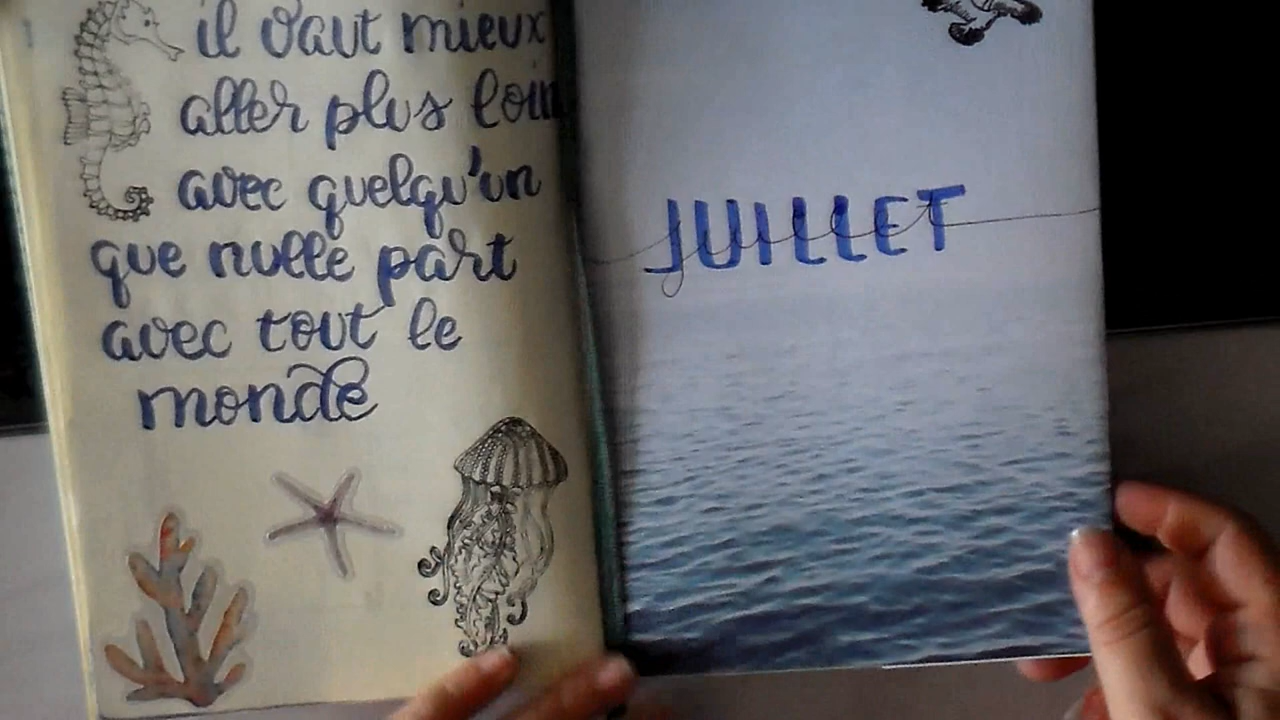 il vaut mieux
aller plus loin
avec quelqu'un
que nulle part
avec tout le
monde
JUILLET